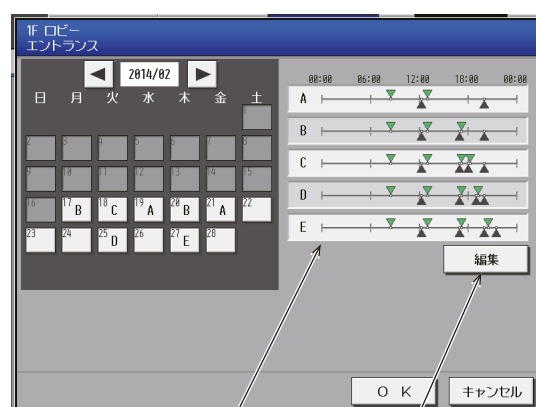 1F ロビー
エントランス
2014/02
日 月 火 水 木 金 土
1
2 3 4 5 6 7 8
9 10 11 12 13 14 15
16 17 B 18 C 19 A 20 B 21 A 22
23 24 25 D 26 27 E 28
00:00 06:00 12:00 18:00 00:00
A
B
C
D
E
編集
OK キャンセル